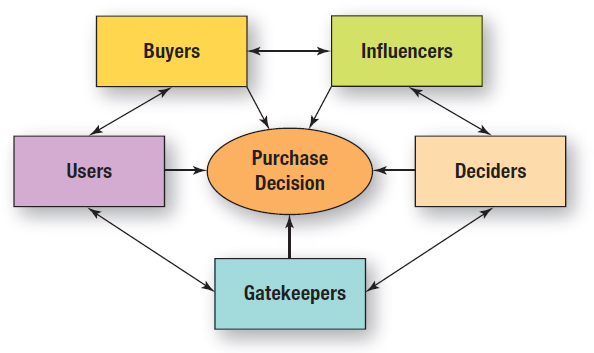 Buyers
Influencers
Users
Purchase
Decision
Deciders
Gatekeepers